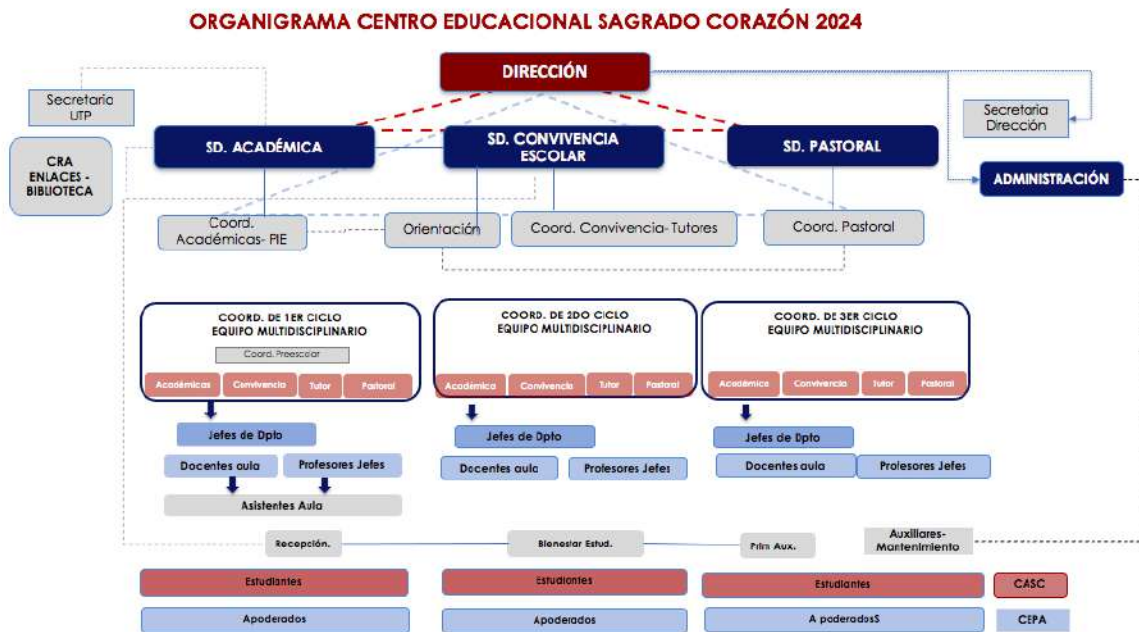 ORGANIGRAMA CENTRO EDUCACIONAL SAGRADO CORAZÓN 2024
DIRECCIÓN
Secretaria
UTP
Secretaria
Dirección
CRA
ENLACES -
BIBLIOTECA
SD. ACADÉMICA
SD. CONVIVENCIA
ESCOLAR
SD. PASTORAL
ADMINISTRACIÓN
Coord.
Académicas- PIE
Orientación
Coord. Convivencia- Tutores
Coord. Pastoral
COORD. DE 1ER CICLO
EQUIPO MULTIDISCIPLINARIO
Coord. Preescolar
Académicas
Convivencia
Tutor
Pastoral
COORD. DE 2DO CICLO
EQUIPO MULTIDISCIPLINARIO
Académica
Convivencia
Tutor
Pastoral
COORD. DE 3ER CICLO
EQUIPO MULTIDISCIPLINARIO
Académica
Convivencia
Tutor
Pastoral
Jefes de Dpto
Jefes de Dpto
Jefes de Dpto
Docentes aula
Profesores Jefes
Docentes aula
Profesores Jefes
Docentes aula
Profesores Jefes
Asistentes Aula
Recepción.
Bienestar Estud.
Prim Aux.
Auxiliares-
Mantenimiento
Estudiantes
Estudiantes
Estudiantes
CASC
Apoderados
Apoderados
A poderadosS
CEPA